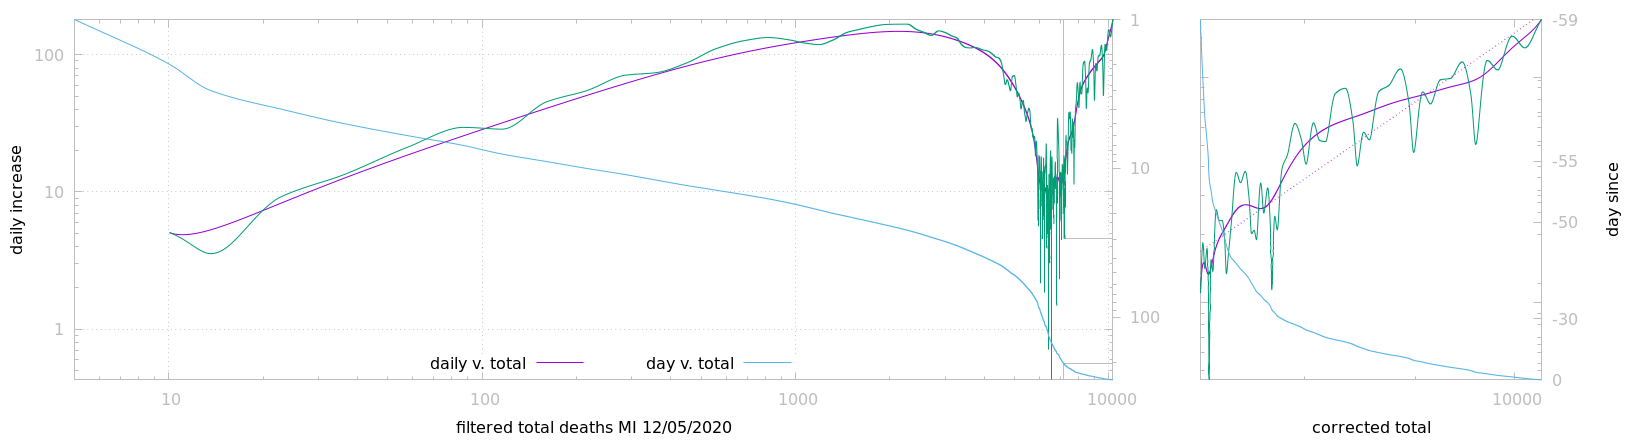 daily increase
100
10
1
daily v. total
day v. total
10
100
1000
10000
filtered total deaths MI 12/05/2020
1
10
100
-59
-55
-50
-30
0
day since
10000
corrected total